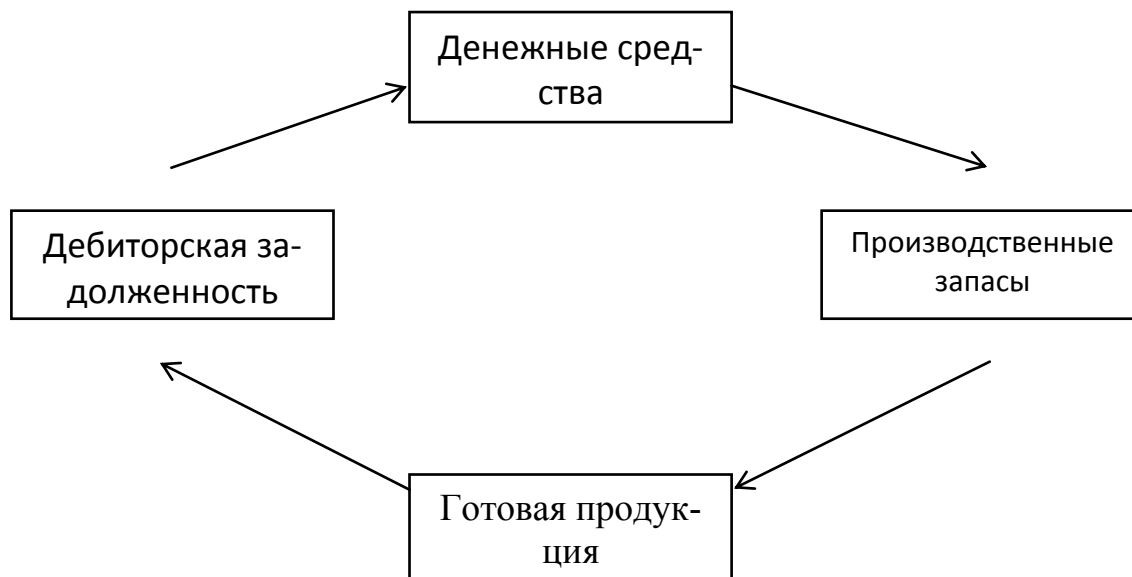 Денежные сред-
ства
Дебиторская за-
долженность
Производственные
запасы
Готовая продук-
ция